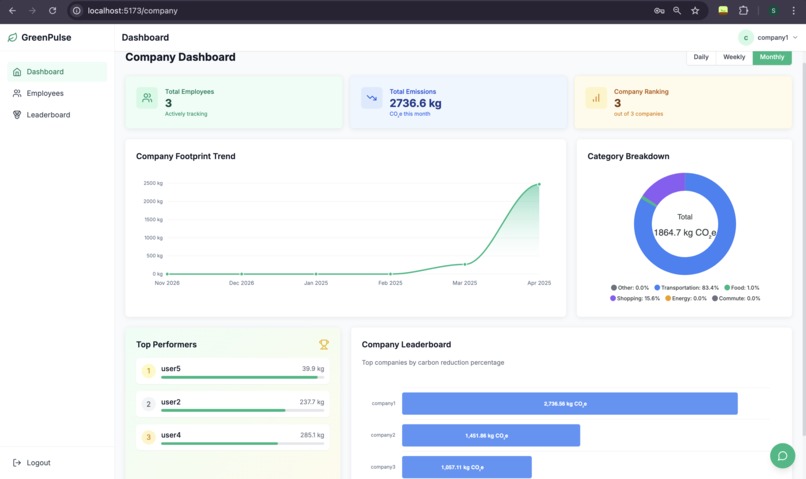 localhost:5173/company
S
GreenPulse
Dashboard
C
company1
Dashboard
Employees
Leaderboard
Logout
Company Dashboard
Daily
Weekly
Monthly
Total Employees
3
Actively tracking
Total Emissions
2736.6 kg
CO₂e this month
Company Ranking
3
out of 3 companies
Company Footprint Trend
2500 kg
2000 kg
1500 kg
1000 kg
500 kg
0 kg
Nov 2026
Dec 2026
Jan 2025
Feb 2025
Mar 2025
Apr 2025
Category Breakdown
Total
1864.7 kg CO₂e
Other: 0.0%
Transportation: 83.4%
Food: 1.0%
Shopping: 15.6%
Energy: 0.0%
Commute: 0.0%
Top Performers
1
user5
39.9 kg
2
user2
237.7 kg
3
user4
285.1 kg
Company Leaderboard
Top companies by carbon reduction percentage
company1
2,736.56 kg CO₂e
company2
1,451.86 kg CO₂e
company3
1,057.11 kg CO₂e